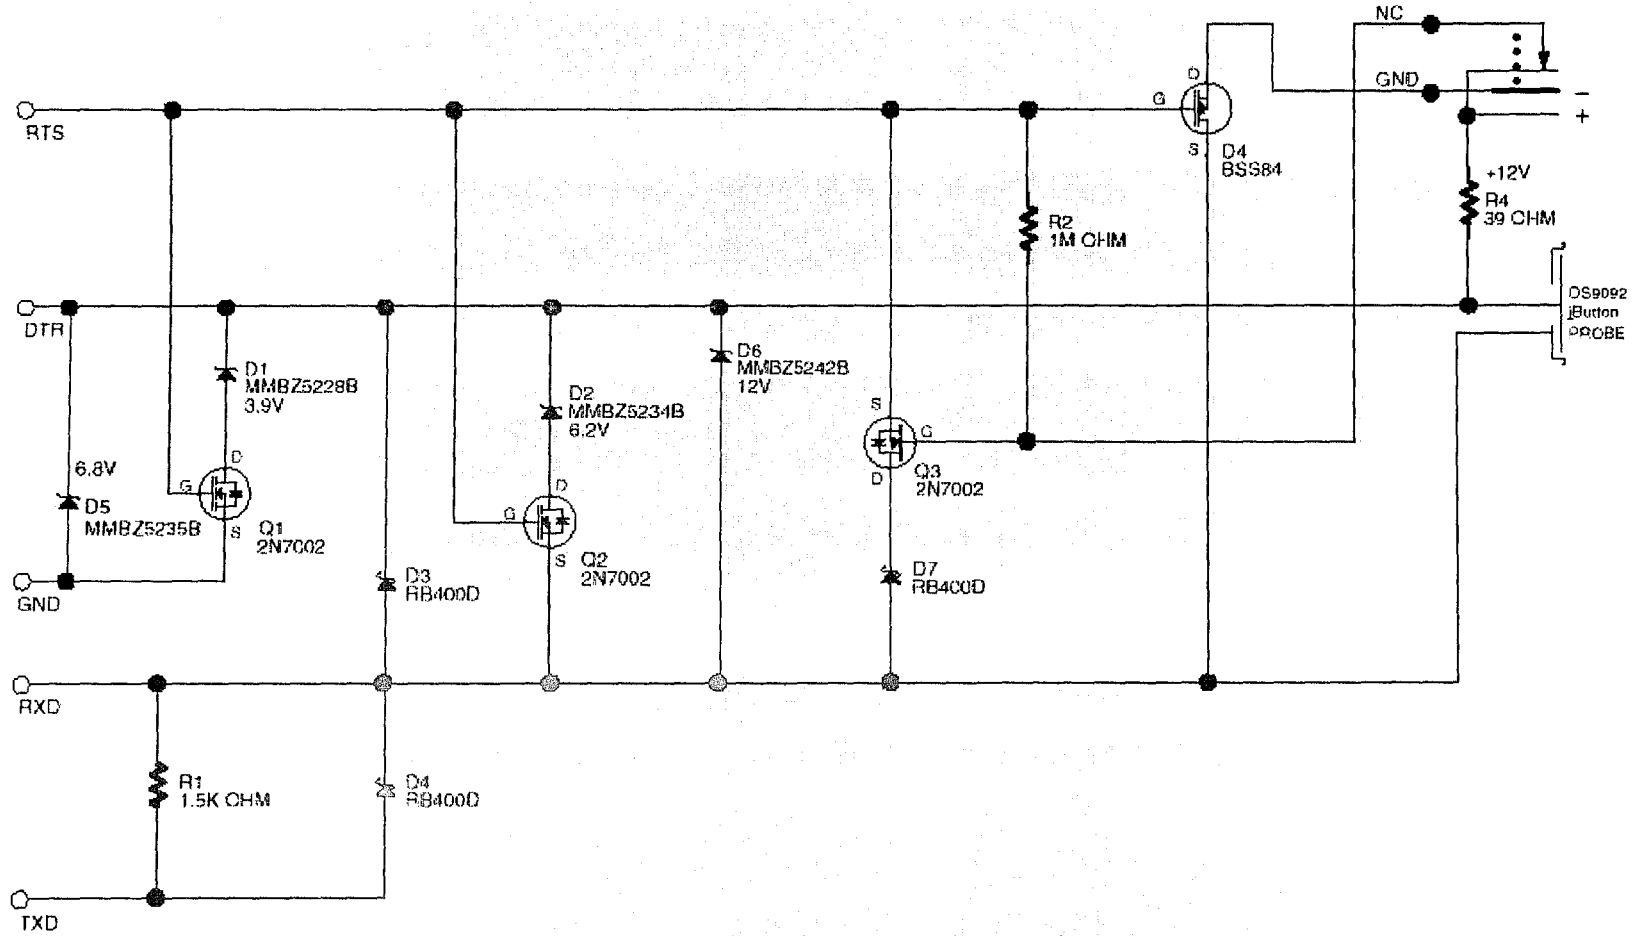 NC
D
GND
G
−
RTS
+
S
D4
BSS84
+12V
R4
39 OHM
R2
1M OHM
DS9092
iButton
PROBE
DTR
D1
MMBZ5228B
3.9V
D6
MMBZ5242B
12V
D2
MMBZ5234B
6.2V
S
G
6.8V
D
G
D5
MMBZ5235B
S
Q1
2N7002
D
G
S
Q2
2N7002
D
Q3
2N7002
GND
D3
RB400D
D7
RB400D
RXD
R1
1.5K OHM
D4
RB400D
TXD